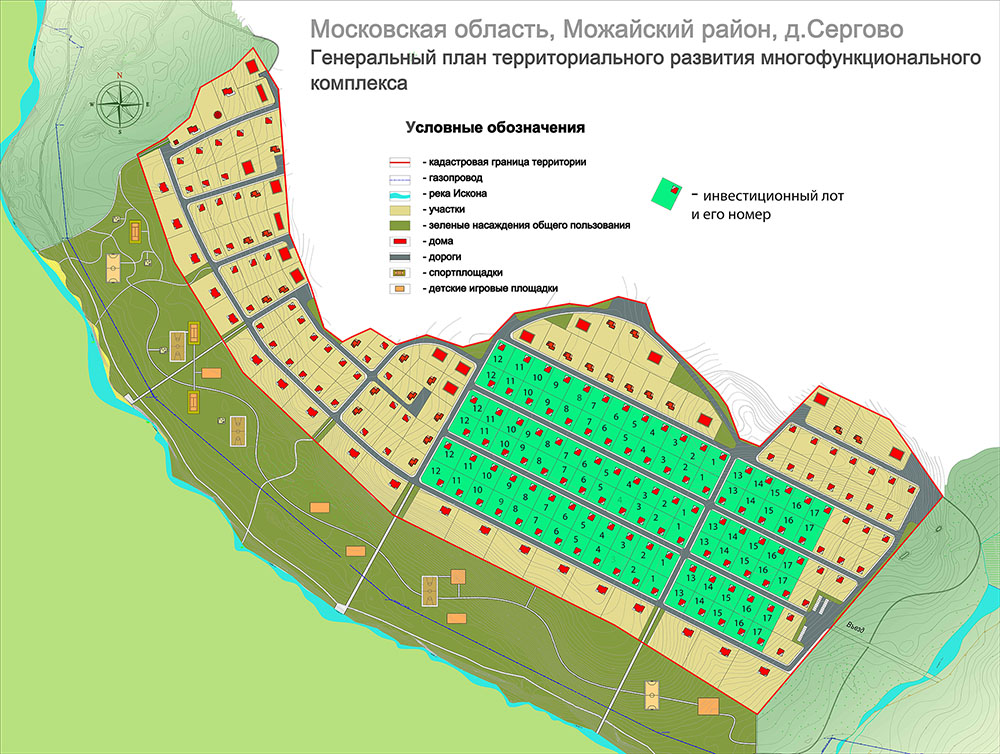 Московская область, Можайский район, д.Сергово
Генеральный план территориального развития многофункционального
комплекса
Условные обозначения
- кадастровая граница территории
- газопровод
- река Искона
- участки
- зеленые насаждения общего пользования
- дома
- дороги
- спортплощадки
- детские игровые площадки
- инвестиционный лот
и его номер
N
W
E
S
12 11 10 9 8 7 6 5 4 3 2 1
12 11 10 9 8 7 6 5 4 3 2 1
13 14 15 16 17
13 14 15 16 17
12 11 10 9 8 7 6 5 4 3 2 1
12 11 10 9 8 7 6 5 4 3 2 1
13 14 15 16 17
13 14 15 16 17
12 11 10 9 8 7 6 5 4 3 2 1
12 11 10 9 8 7 6 5 4 3 2 1
13 14 15 16 17
13 14 15 16 17
Въезд